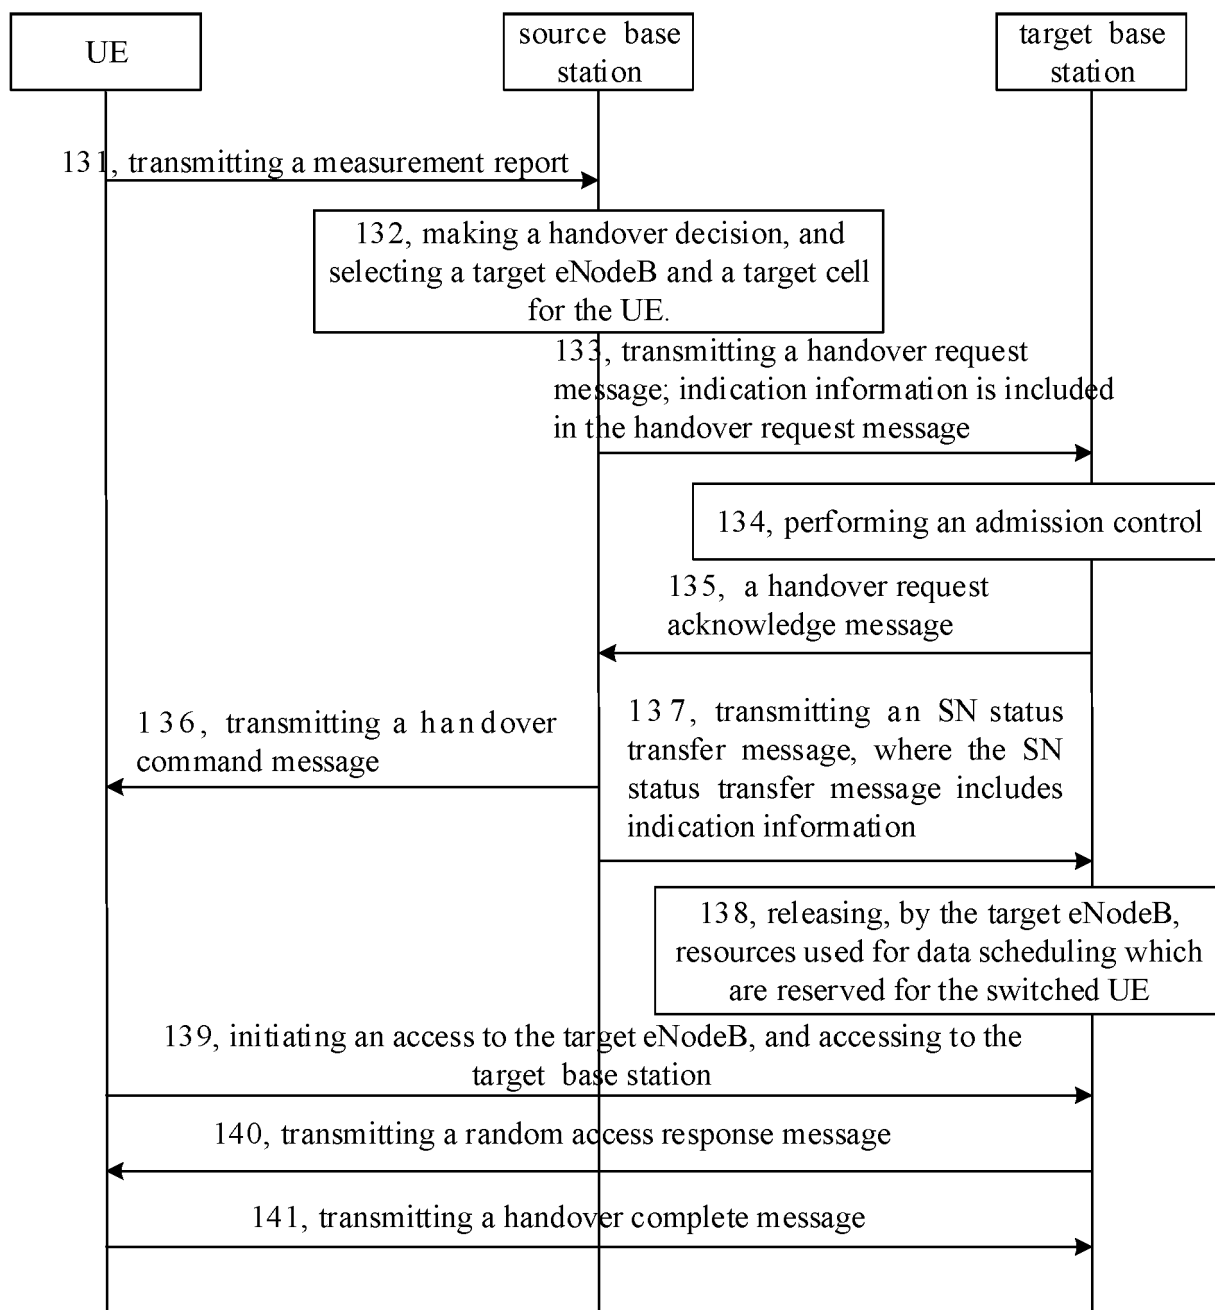 UE
source base
station
target base
station
131, transmitting a measurement report
132, making a handover decision, and
selecting a target eNodeB and a target cell
for the UE.
133, transmitting a handover request
message; indication information is included
in the handover request message
134, performing an admission control
135, a handover request
acknowledge message
136, transmitting a handover
command message
137, transmitting an SN status
transfer message, where the SN
status transfer message includes
indication information
138, releasing, by the target eNodeB,
resources used for data scheduling which
are reserved for the switched UE
139, initiating an access to the target eNodeB, and accessing to the
target base station
140, transmitting a random access response message
141, transmitting a handover complete message